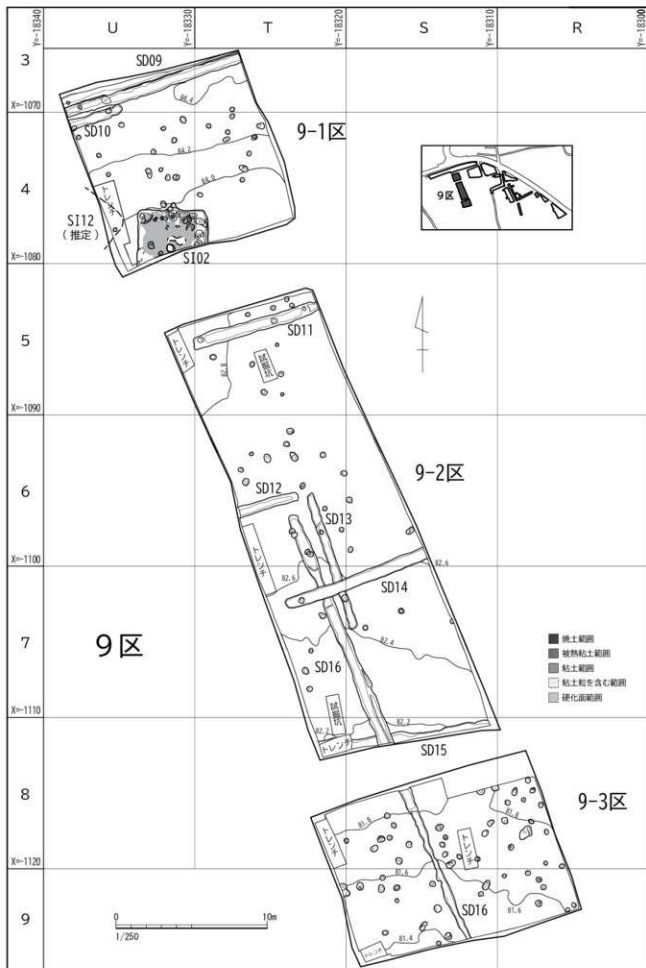 Y=-18340
Y=-18330
Y=-18320
Y=-18310
Y=-18300
U
T
S
R
3
SD09
84.4
X=-1070
SD10
9-1区
84.2
4
84.0
9区
トレンチ
SI12
(推定)
SI02
X=-1080
SD11
5
トレンチ
82.8
試掘坑
X=-1090
9-2区
6
SD12
SD13
トレンチ
X=-1100
82.6
82.6
SD14
7
9区
82.4
SD16
焼土範囲
被熱粘土範囲
粘土範囲
粘土粒を含む範囲
硬化面範囲
試掘坑
X=-1110
82.2
82.2
トレンチ
SD15
8
9-3区
81.8
81.8
トレンチ
トレンチ
X=-1120
81.6
9
SD16
81.6
81.4
トレンチ
0
10m
1/250